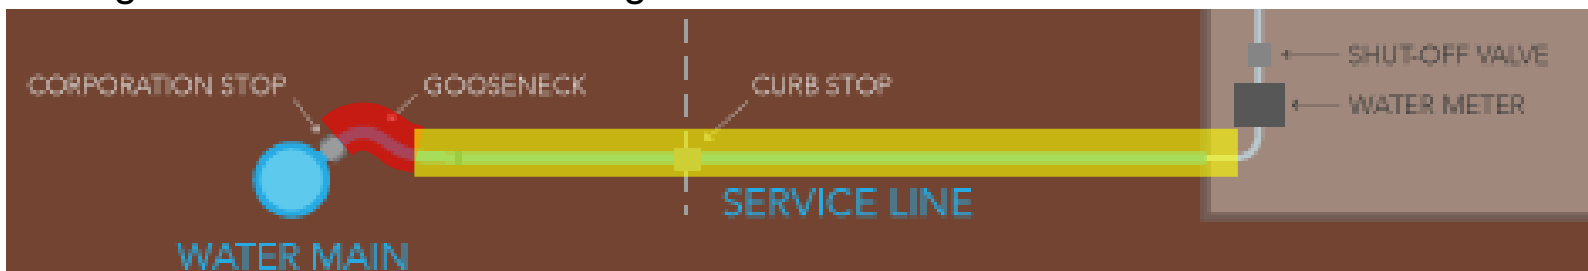 SHUT-OFF VALVE
CORPORATION STOP
GOOSENECK
CURB STOP
WATER METER
SERVICE LINE
WATER MAIN